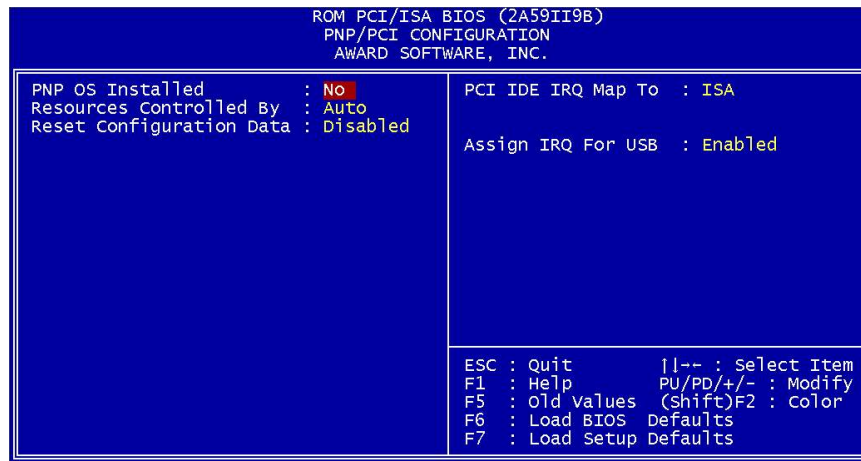 ROM PCI/ISA BIOS (2A59II9B)
PNP/PCI CONFIGURATION
AWARD SOFTWARE, INC.
PNP OS Installed : No
Resources Controlled By : Auto
Reset Configuration Data : Disabled
PCI IDE IRQ Map To : ISA
Assign IRQ For USB : Enabled
ESC : Quit ↑↓→← : Select Item
F1 : Help PU/PD/+/- : Modify
F5 : Old Values (Shift)F2 : Color
F6 : Load BIOS Defaults
F7 : Load Setup Defaults